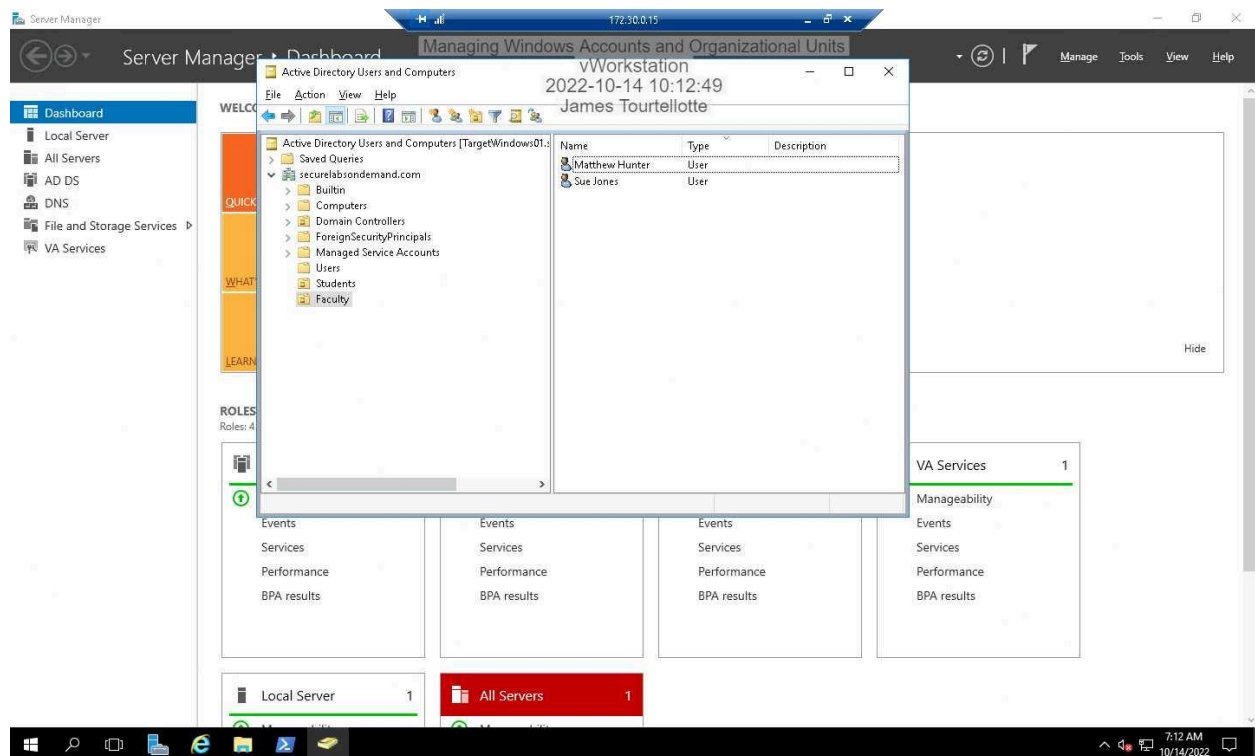 Server Manager
172.30.0.15
Server Manager • Dashboard
Manage Tools View Help
Managing Windows Accounts and Organizational Units
vWorkstation
2022-10-14 10:12:49
James Tourtellotte
Active Directory Users and Computers
File Action View Help
Dashboard
Local Server
All Servers
AD DS
DNS
File and Storage Services
VA Services
WELCO
QUICK
WHAT'
LEARN
Hide
Active Directory Users and Computers [TargetWindows01.s
Saved Queries
securelabsondemand.com
Builtin
Computers
Domain Controllers
ForeignSecurityPrincipals
Managed Service Accounts
Users
Students
Faculty
Name Type Description
Matthew Hunter User
Sue Jones User
ROLES
Roles: 4
Events
Services
Performance
BPA results
Events
Services
Performance
BPA results
Events
Services
Performance
BPA results
VA Services 1
Manageability
Events
Services
Performance
BPA results
Local Server 1
All Servers 1
7:12 AM
10/14/2022